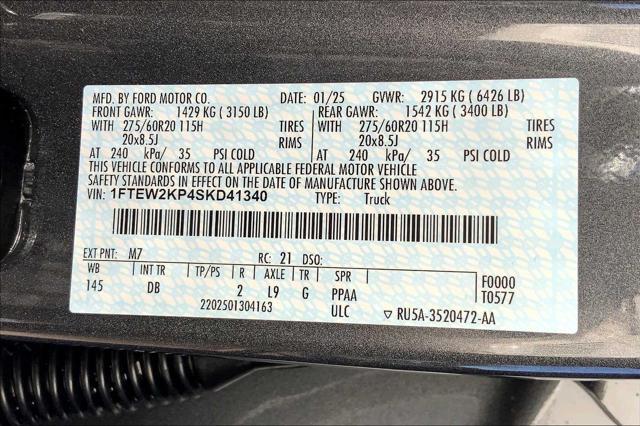 MFD. BY FORD MOTOR CO. DATE: 01/25 GVWR: 2915 KG ( 6426 LB)
FRONT GAWR: 1429 KG ( 3150 LB) REAR GAWR: 1542 KG ( 3400 LB)
WITH 275/60R20 115H TIRES WITH 275/60R20 115H TIRES
20x8.5J RIMS 20x8.5J RIMS
AT 240 kPa/ 35 PSI COLD AT 240 kPa/ 35 PSI COLD
THIS VEHICLE CONFORMS TO ALL APPLICABLE FEDERAL MOTOR VEHICLE
SAFETY STANDARDS IN EFFECT ON THE DATE OF MANUFACTURE SHOWN ABOVE.
VIN: 1FTEW2KP4SKD41340 TYPE: Truck
EXT PNT: M7 RC: 21 DSO:
WB INT TR TP/PS R AXLE TR SPR F0000
145 DB 2 L9 G PPAA T0577
2202501304163 ULC ▽ RU5A-3520472-AA